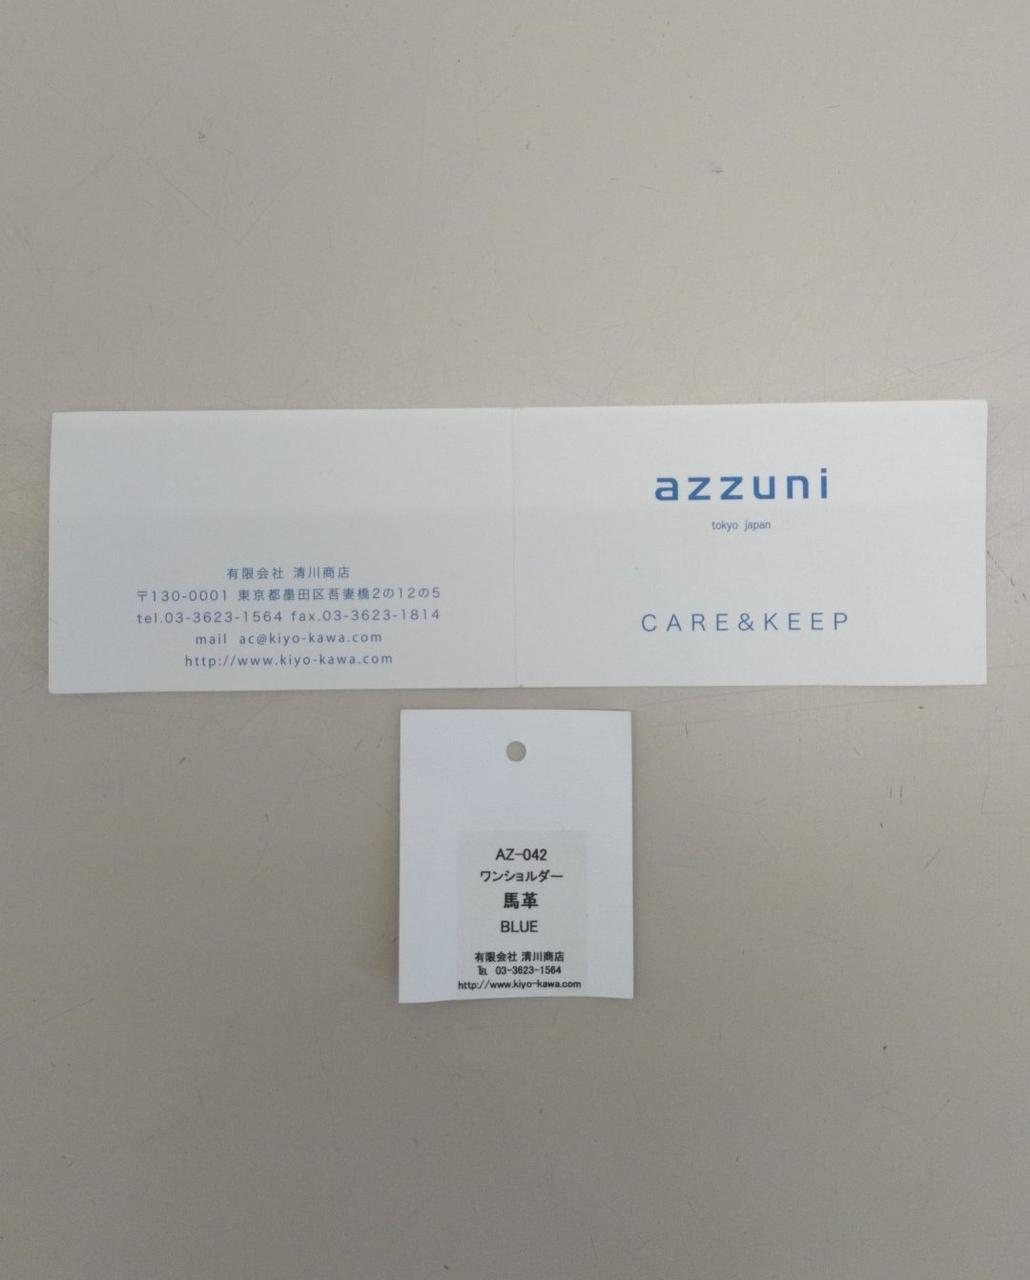 有限会社 清川商店
〒130-0001 東京都墨田区吾妻橋2の12の5
tel.03-3623-1564 fax.03-3623-1814
mail ac@kiyo-kawa.com
http://www.kiyo-kawa.com
azzuni
tokyo japan
CARE&KEEP
AZ-042
ワンショルダー
馬革
BLUE
有限会社 清川商店
℡ 03-3623-1564
http://www.kiyo-kawa.com